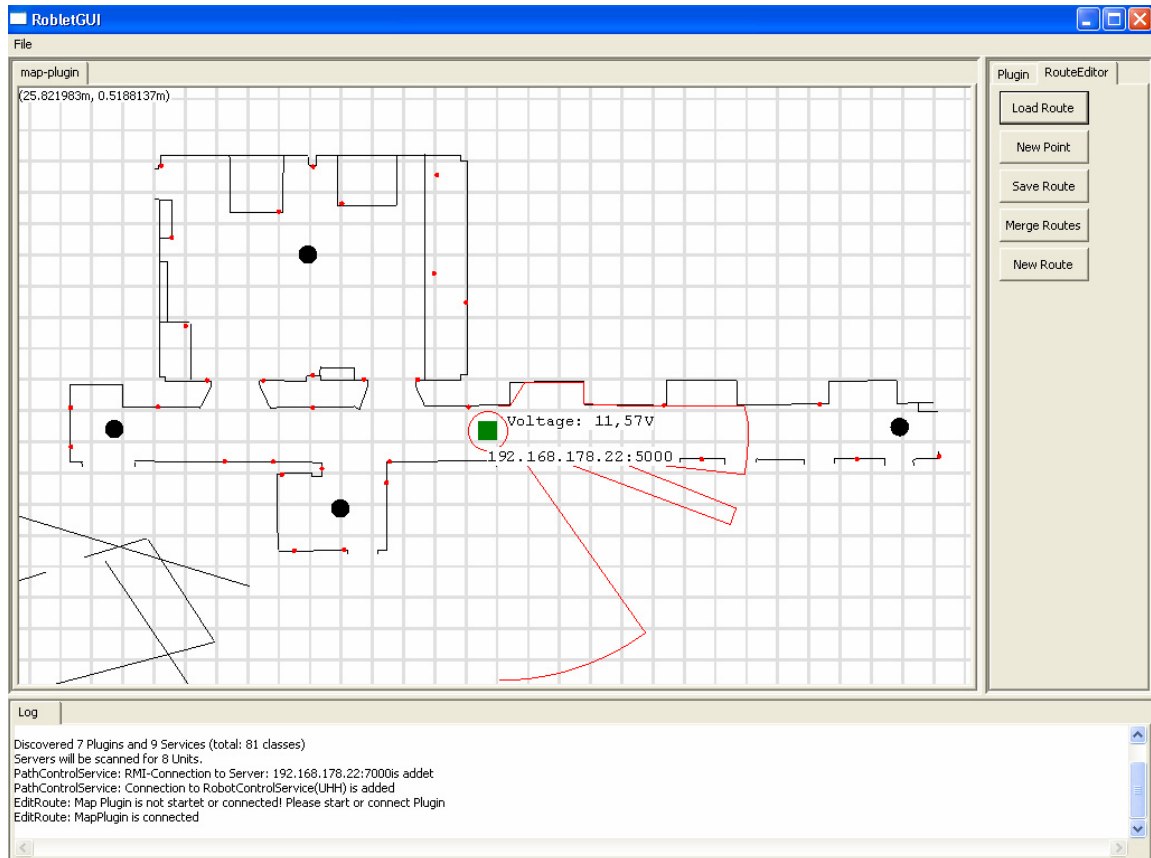 RobletGUI
File
map-plugin
Plugin RouteEditor
(25.821983m, 0.5188137m)
Load Route
New Point
Save Route
Merge Routes
New Route
Voltage: 11,57V
192.168.178.22:5000
Log
Discovered 7 Plugins and 9 Services (total: 81 classes)
Servers will be scanned for 8 Units.
PathControlService: RMI-Connection to Server: 192.168.178.22:7000is addet
PathControlService: Connection to RobotControlService(UHH) is added
EditRoute: Map Plugin is not startet or connected! Please start or connect Plugin
EditRoute: MapPlugin is connected